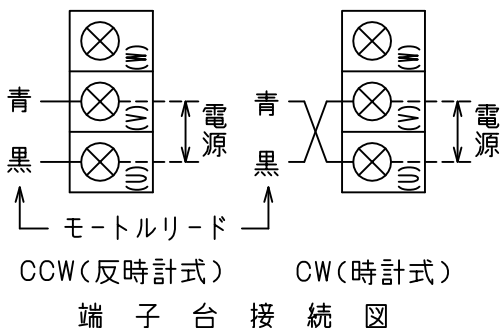 (W) (W)
青 (V) 電源 青 (V) 電源
黒 (U) 黒 (U)
モートルリード
CCW(反時計式) CW(時計式)
端子台接続図